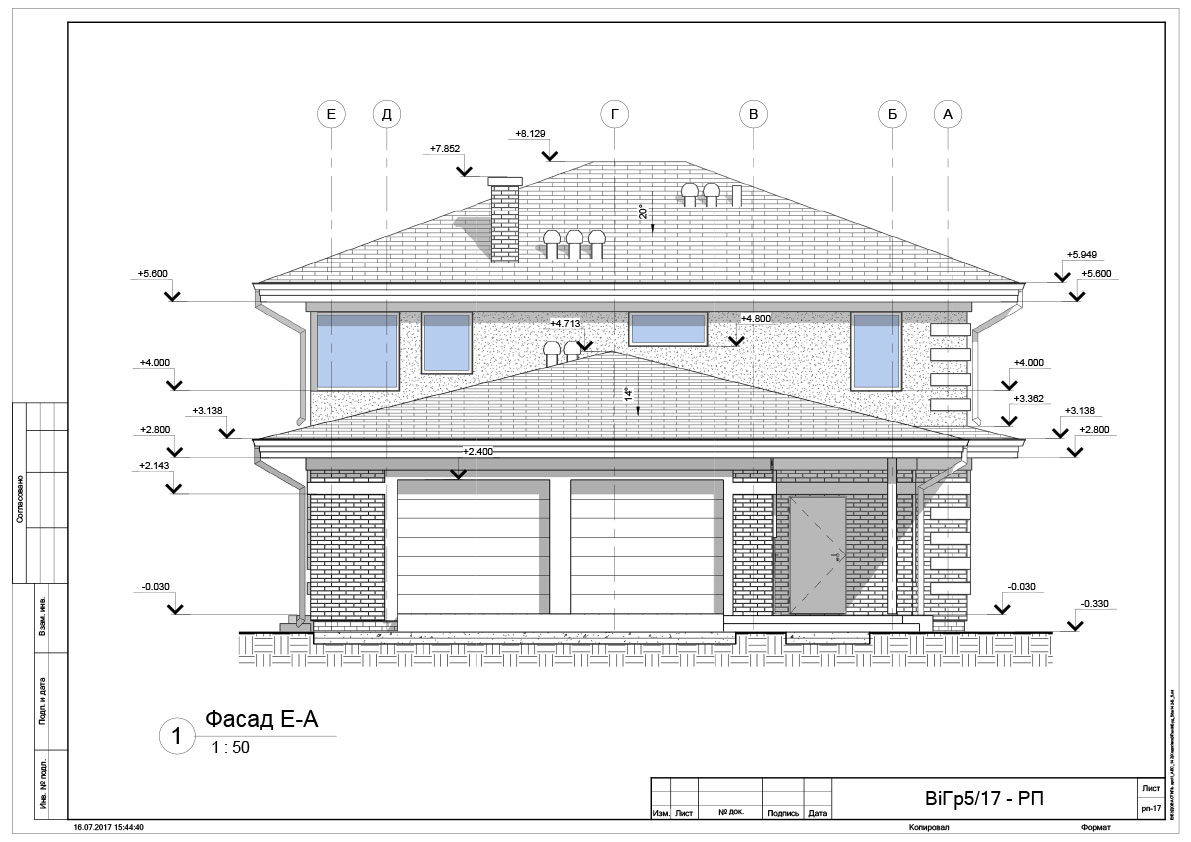 Е Д Г В Б А
+8.129
+7.852
20°
+5.949
+5.600 +5.600
+4.713 +4.800
+4.000 +4.000
14°
+3.362
+3.138 +3.138
+2.800 +2.800
+2.400
+2.143
-0.030 -0.030
-0.330
Согласовано
Взам. инв.
Подп. и дата
Инв. № подл.
1 Фасад Е-А
1 : 50
Изм. Лист № док. Подпись Дата
ВіГр5/17 - РП
Лист
рп-17
16.07.2017 15:44:40 Копировал Формат